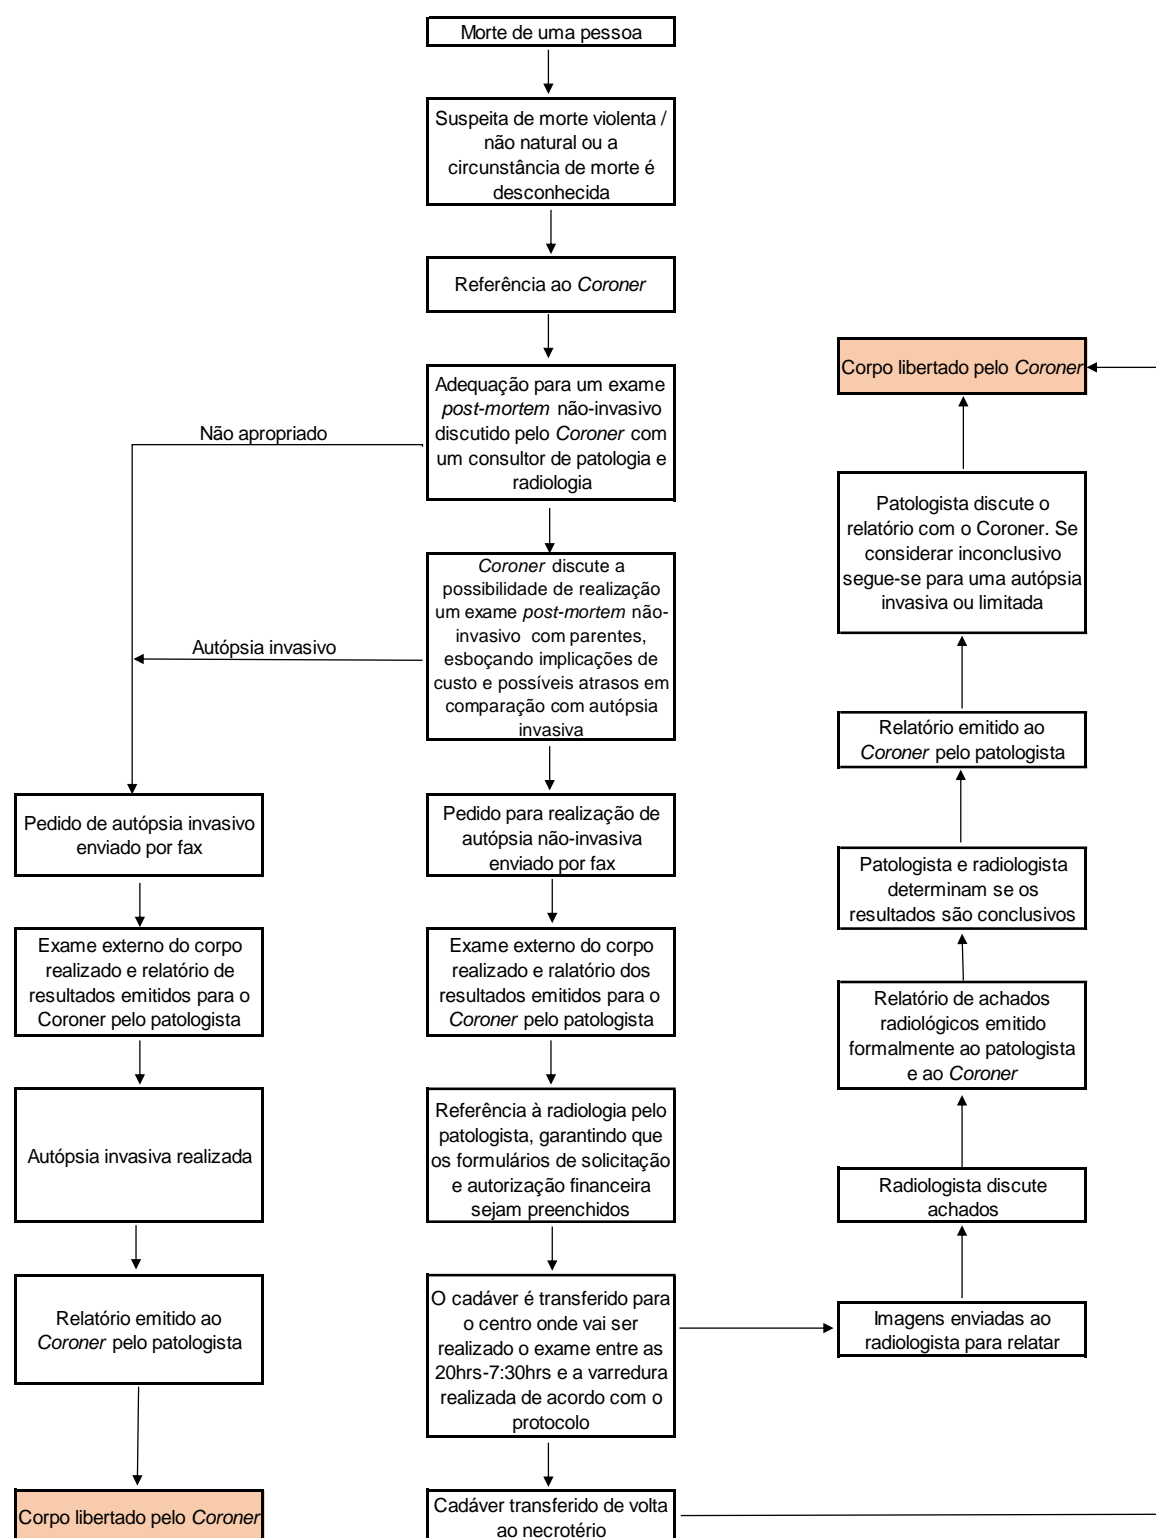 Morte de uma pessoa
Suspeita de morte violenta /
não natural ou a
circunstância de morte é
desconhecida
Referência ao Coroner
Adequação para um exame
post-mortem não-invasivo
discutido pelo Coroner com
um consultor de patologia e
radiologia
Não apropriado
Coroner discute a
possibilidade de realização
um exame post-mortem não-
invasivo com parentes,
esboçando implicações de
custo e possíveis atrasos em
comparação com autópsia
invasiva
Autópsia invasivo
Pedido de autópsia invasivo
enviado por fax
Exame externo do corpo
realizado e relatório de
resultados emitidos para o
Coroner pelo patologista
Autópsia invasiva realizada
Relatório emitido ao
Coroner pelo patologista
Corpo libertado pelo Coroner
Pedido para realização de
autópsia não-invasiva
enviado por fax
Exame externo do corpo
realizado e ralatório dos
resultados emitidos para o
Coroner pelo patologista
Referência à radiologia pelo
patologista, garantindo que
os formulários de solicitação
e autorização financeira
sejam preenchidos
O cadáver é transferido para
o centro onde vai ser
realizado o exame entre as
20hrs-7:30hrs e a varredura
realizada de acordo com o
protocolo
Cadáver transferido de volta
ao necrotério
Corpo libertado pelo Coroner
Patologista discute o
relatório com o Coroner. Se
considerar inconclusivo
segue-se para uma autópsia
invasiva ou limitada
Relatório emitido ao
Coroner pelo patologista
Patologista e radiologista
determinam se os
resultados são conclusivos
Relatório de achados
radiológicos emitido
formalmente ao patologista
e ao Coroner
Radiologista discute
achados
Imagens enviadas ao
radiologista para relatar